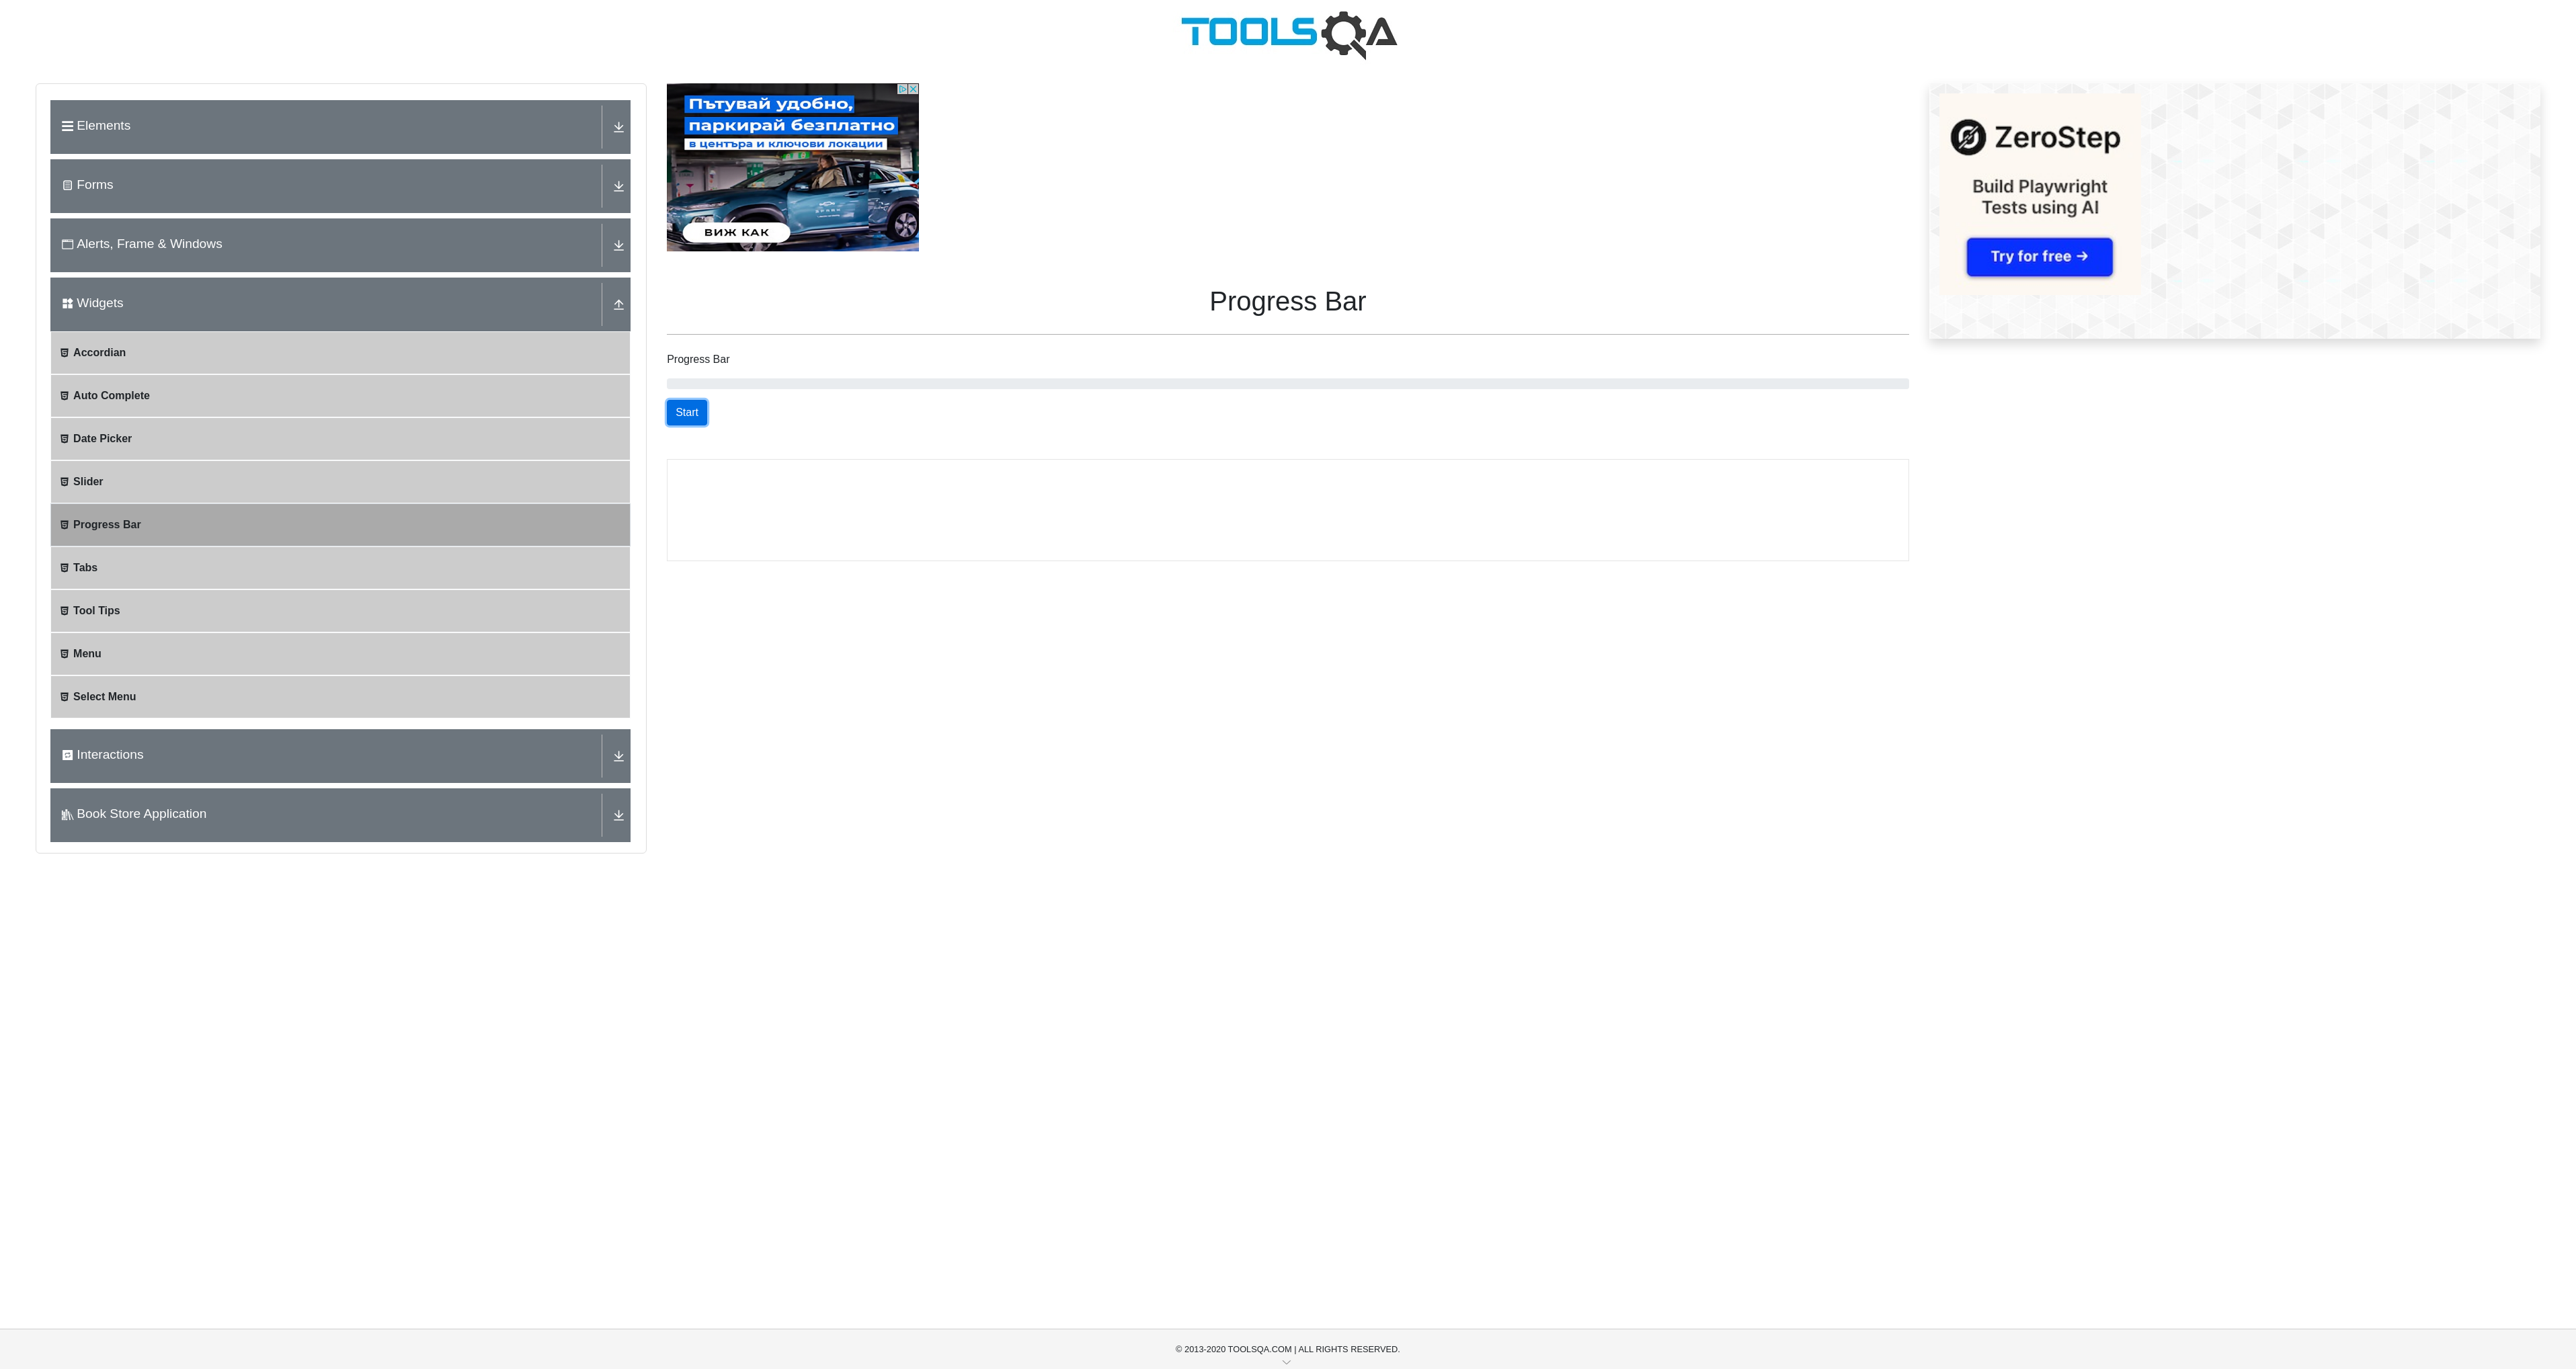 TOOLSQA
Elements
Forms
Alerts, Frame & Windows
Widgets
Accordian
Auto Complete
Date Picker
Slider
Progress Bar
Tabs
Tool Tips
Menu
Select Menu
Interactions
Book Store Application
Пътувай удобно,
паркирай безплатно
в центъра и ключови локации
ВИЖ КАК
Progress Bar
Progress Bar
Start
ZeroStep
Build Playwright
Tests using AI
Try for free →
© 2013-2020 TOOLSQA.COM | ALL RIGHTS RESERVED.